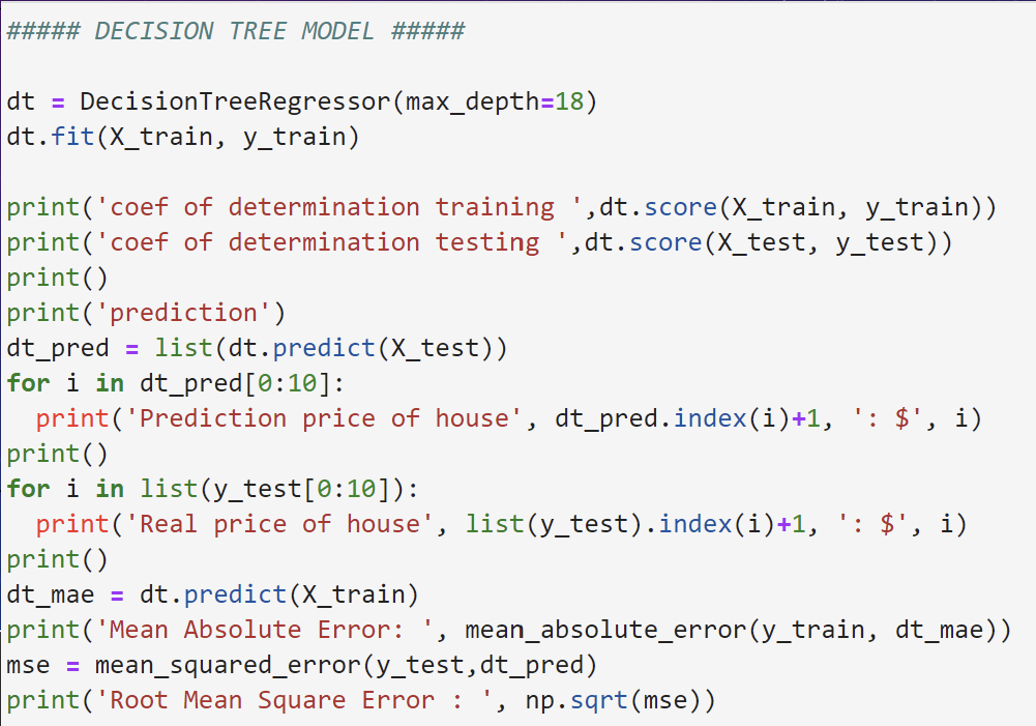 ##### DECISION TREE MODEL #####
dt = DecisionTreeRegressor(max_depth=18)
dt.fit(X_train, y_train)
print('coef of determination training ',dt.score(X_train, y_train))
print('coef of determination testing ',dt.score(X_test, y_test))
print()
print('prediction')
dt_pred = list(dt.predict(X_test))
for i in dt_pred[0:10]:
  print('Prediction price of house', dt_pred.index(i)+1, ': $', i)
print()
for i in list(y_test[0:10]):
  print('Real price of house', list(y_test).index(i)+1, ': $', i)
print()
dt_mae = dt.predict(X_train)
print('Mean Absolute Error: ', mean_absolute_error(y_train, dt_mae))
mse = mean_squared_error(y_test,dt_pred)
print('Root Mean Square Error : ', np.sqrt(mse))